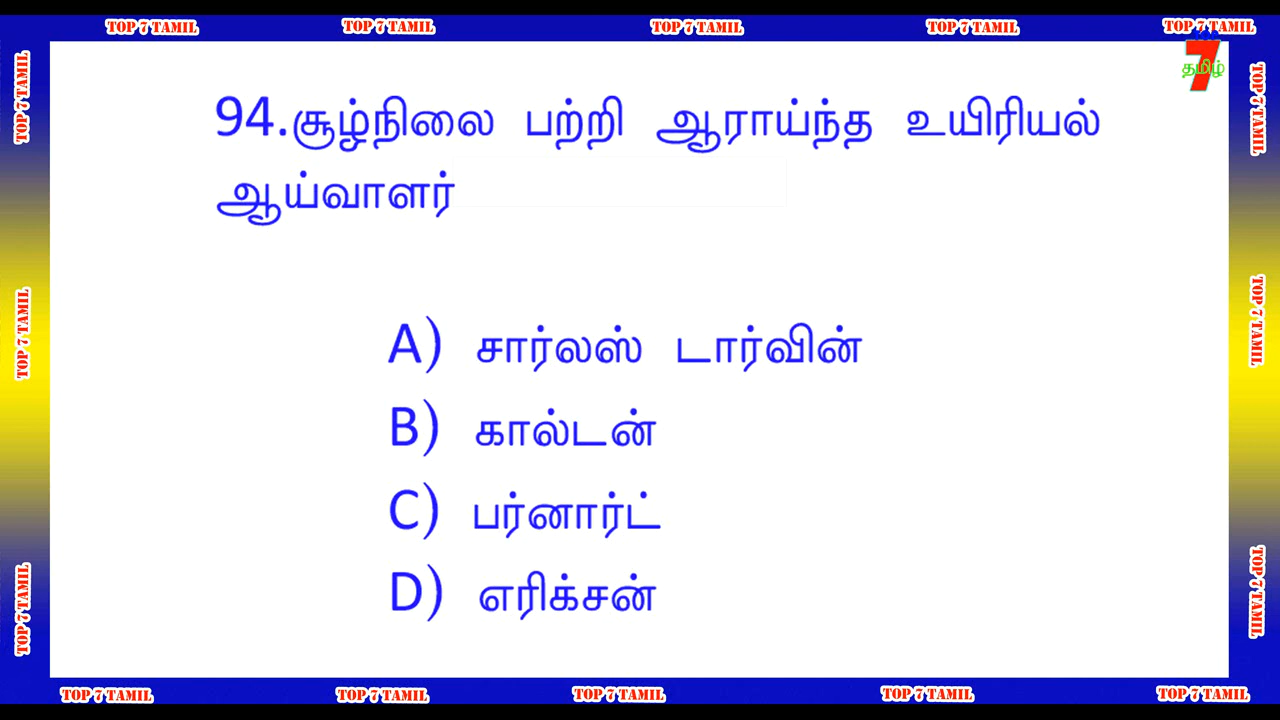 TOP 7 TAMIL TOP 7 TAMIL TOP 7 TAMIL TOP 7 TAMIL TOP 7 TAMIL
7
தமிழ்
TOP 7 TAMIL
TOP 7 TAMIL
94.சூழ்நிலை பற்றி ஆராய்ந்த உயிரியல்
ஆய்வாளர்
TOP 7 TAMIL
TOP 7 TAMIL
A) சார்லஸ் டார்வின்
B) கால்டன்
C) பர்னார்ட்
D) எரிக்சன்
TOP 7 TAMIL
TOP 7 TAMIL
TOP 7 TAMIL TOP 7 TAMIL TOP 7 TAMIL TOP 7 TAMIL TOP 7 TAMIL